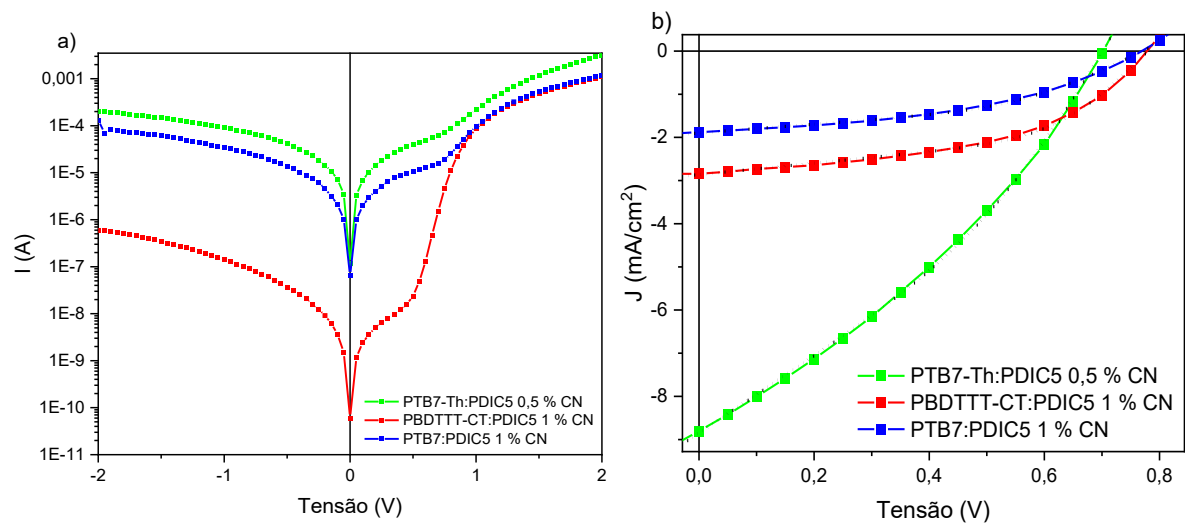 a)
0,001
1E-4
1E-5
1E-6
1E-7
1E-8
1E-9
1E-10
1E-11
I (A)
-2
-1
0
1
2
Tensão (V)
PTB7-Th:PDIC5 0,5 % CN
PBDTTT-CT:PDIC5 1 % CN
PTB7:PDIC5 1 % CN
b)
0
-2
-4
-6
-8
J (mA/cm²)
0,0
0,2
0,4
0,6
0,8
Tensão (V)
PTB7-Th:PDIC5 0,5 % CN
PBDTTT-CT:PDIC5 1 % CN
PTB7:PDIC5 1 % CN